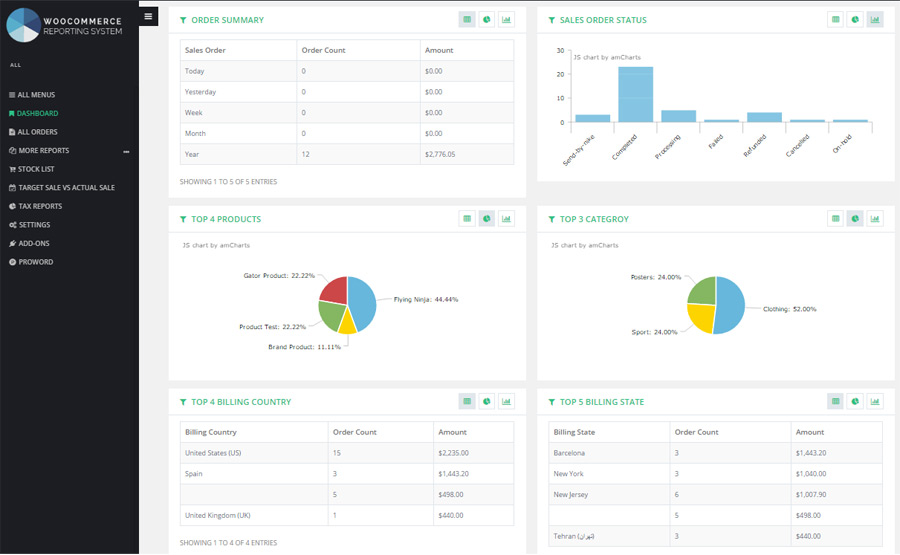 WOOCOMMERCE
REPORTING SYSTEM
ALL
ALL MENUS
DASHBOARD
ALL ORDERS
MORE REPORTS
STOCK LIST
TARGET SALE VS ACTUAL SALE
TAX REPORTS
SETTINGS
ADD-ONS
PROWORD
ORDER SUMMARY
Sales Order Order Count Amount
Today 0 $0.00
Yesterday 0 $0.00
Week 0 $0.00
Month 0 $0.00
Year 12 $2,776.05
SHOWING 1 TO 5 OF 5 ENTRIES
SALES ORDER STATUS
JS chart by amCharts
30
20
10
0
Send-by-nike Completed Processing Failed Refunded Cancelled On-hold
TOP 4 PRODUCTS
JS chart by amCharts
Gator Product: 22.22%
Flying Ninja: 44.44%
Product Test: 22.22%
Brand Product: 11.11%
TOP 3 CATEGROY
JS chart by amCharts
Posters: 24.00%
Clothing: 52.00%
Sport: 24.00%
TOP 4 BILLING COUNTRY
Billing Country Order Count Amount
United States (US) 15 $2,235.00
Spain 3 $1,443.20
5 $498.00
United Kingdom (UK) 1 $440.00
SHOWING 1 TO 4 OF 4 ENTRIES
TOP 5 BILLING STATE
Billing State Order Count Amount
Barcelona 3 $1,443.20
New York 3 $1,040.00
New Jersey 6 $1,007.90
5 $498.00
Tehran (تهران) 3 $440.00